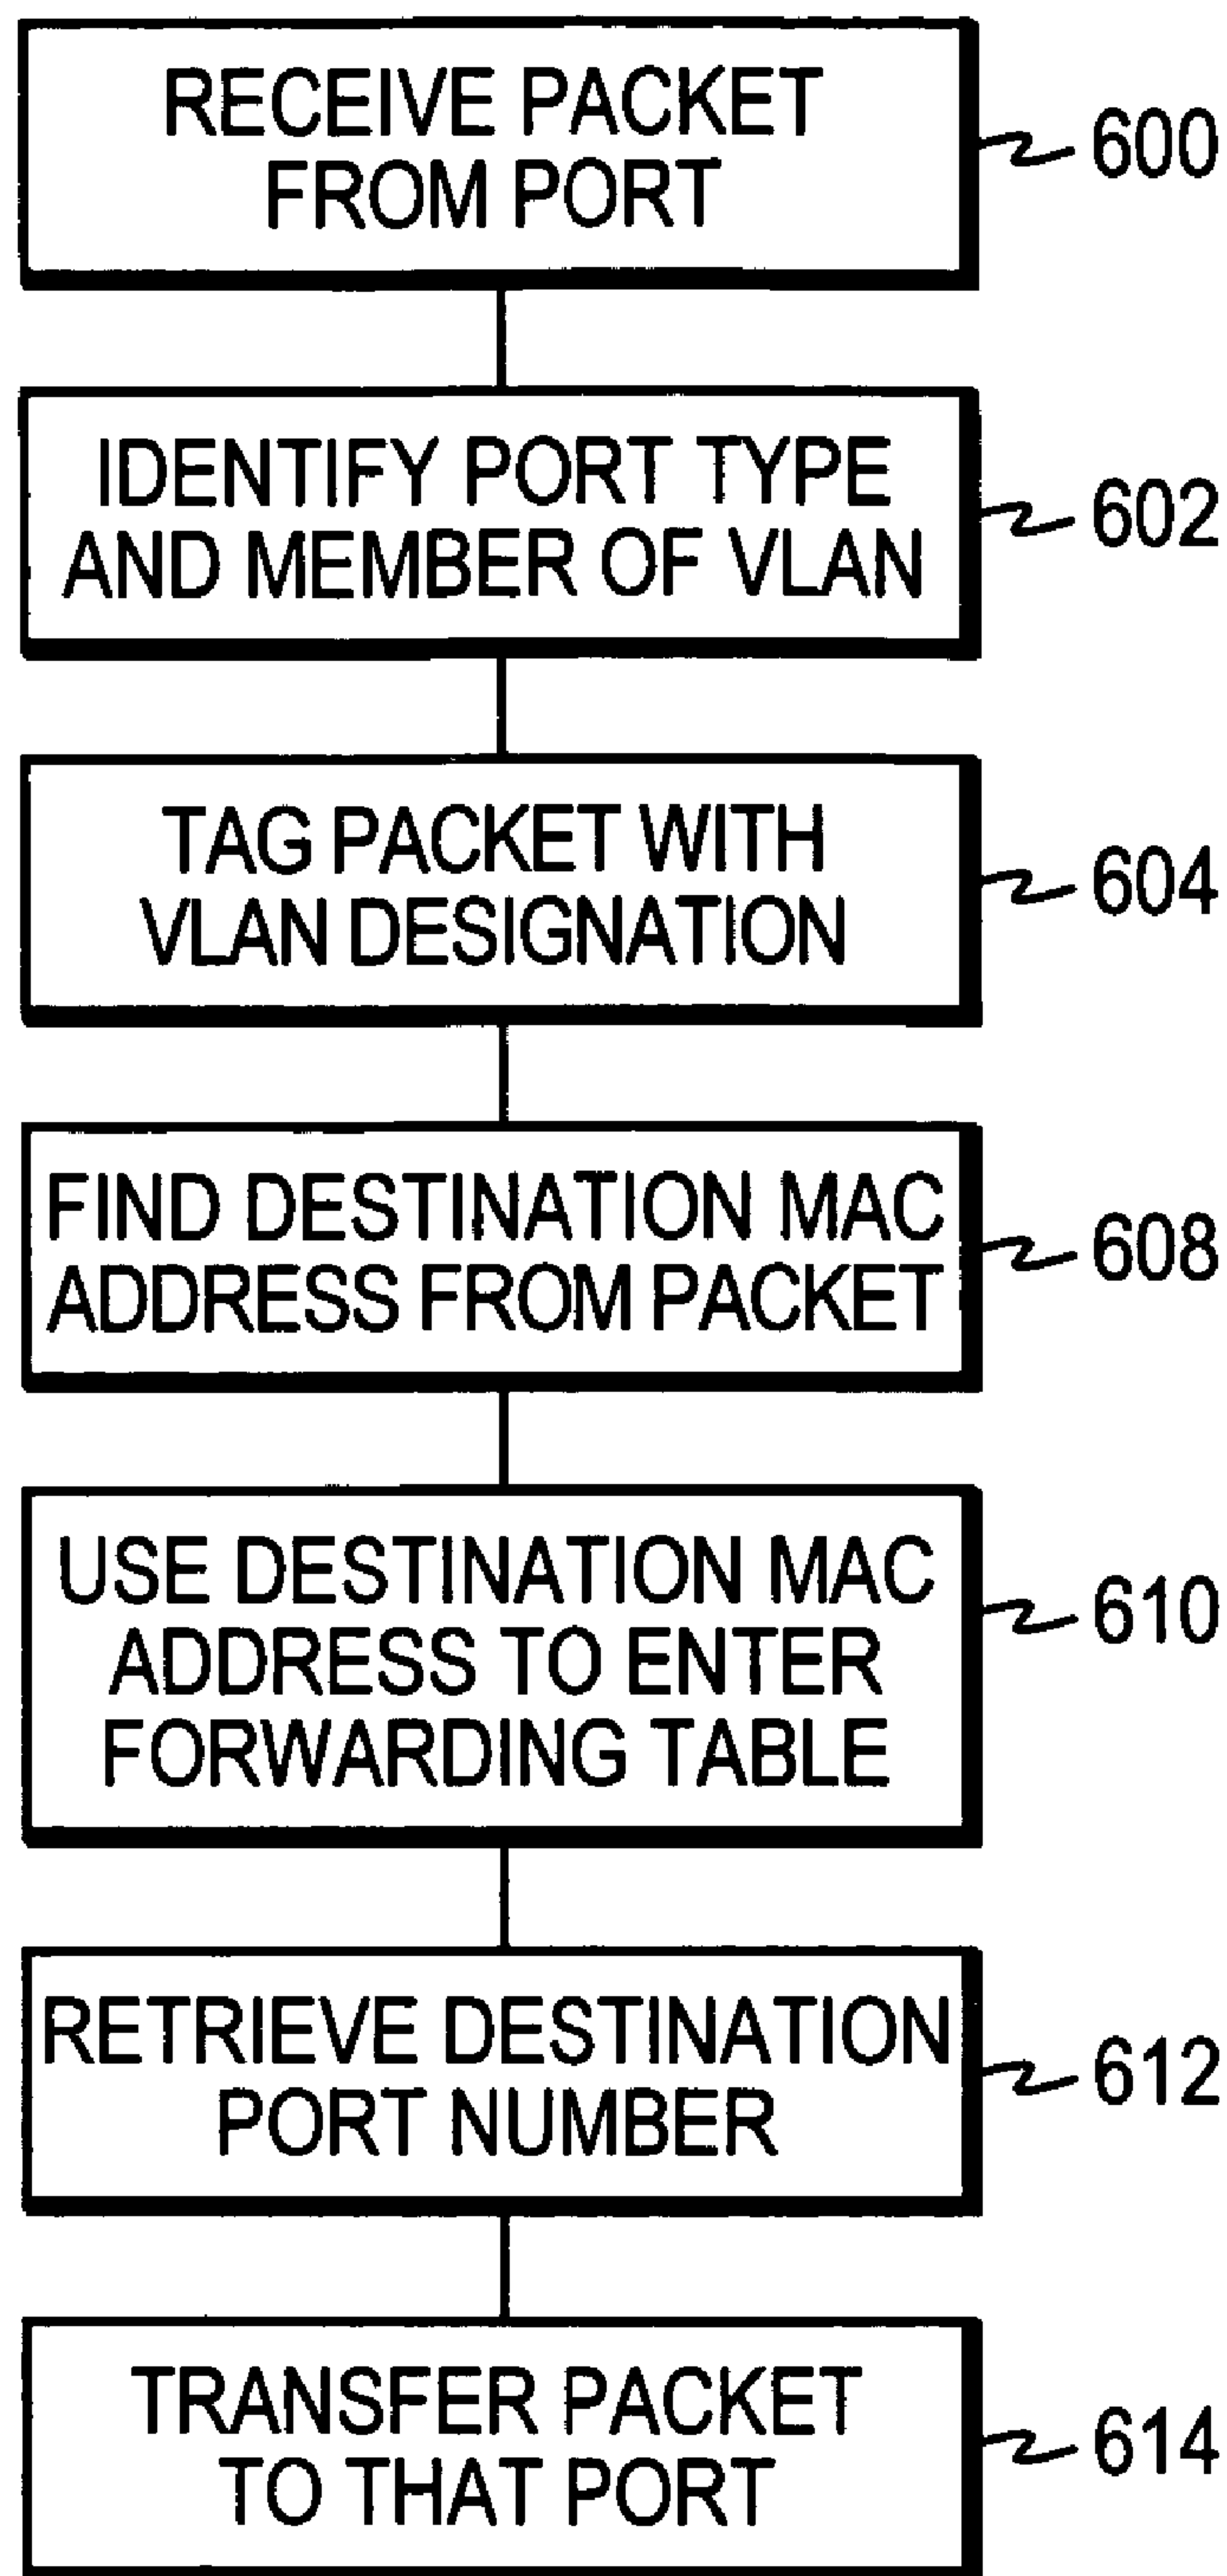 RECEIVE PACKET
FROM PORT
600
IDENTIFY PORT TYPE
AND MEMBER OF VLAN
602
TAG PACKET WITH
VLAN DESIGNATION
604
FIND DESTINATION MAC
ADDRESS FROM PACKET
608
USE DESTINATION MAC
ADDRESS TO ENTER
FORWARDING TABLE
610
RETRIEVE DESTINATION
PORT NUMBER
612
TRANSFER PACKET
TO THAT PORT
614